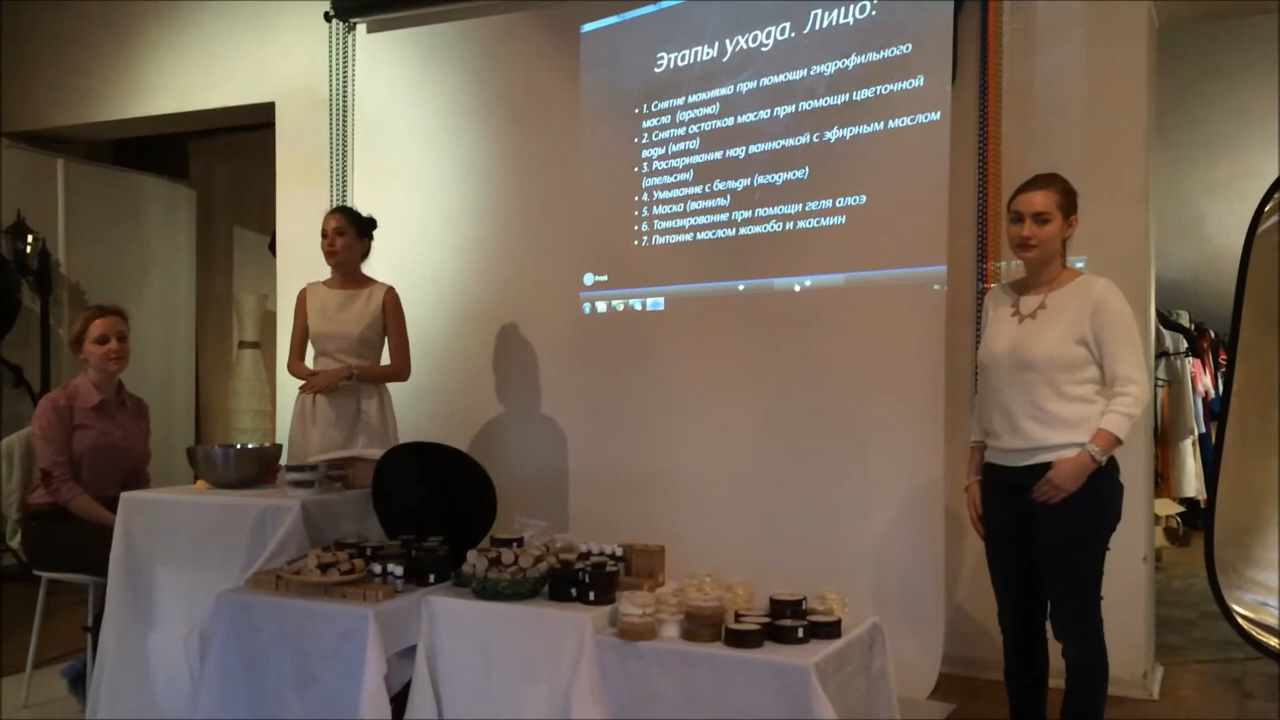 Этапы ухода. Лицо:
• 1. Снятие макияжа при помощи гидрофильного
масла (аргана)
• 2. Снятие остатков масла при помощи цветочной
воды (мята)
• 3. Распаривание над ванночкой с эфирным маслом
(апельсин)
• 4. Умывание с бельди (ягодное)
• 5. Маска (ваниль)
• 6. Тонизирование при помощи геля алоэ
• 7. Питание маслом жожоба и жасмин
Prezi